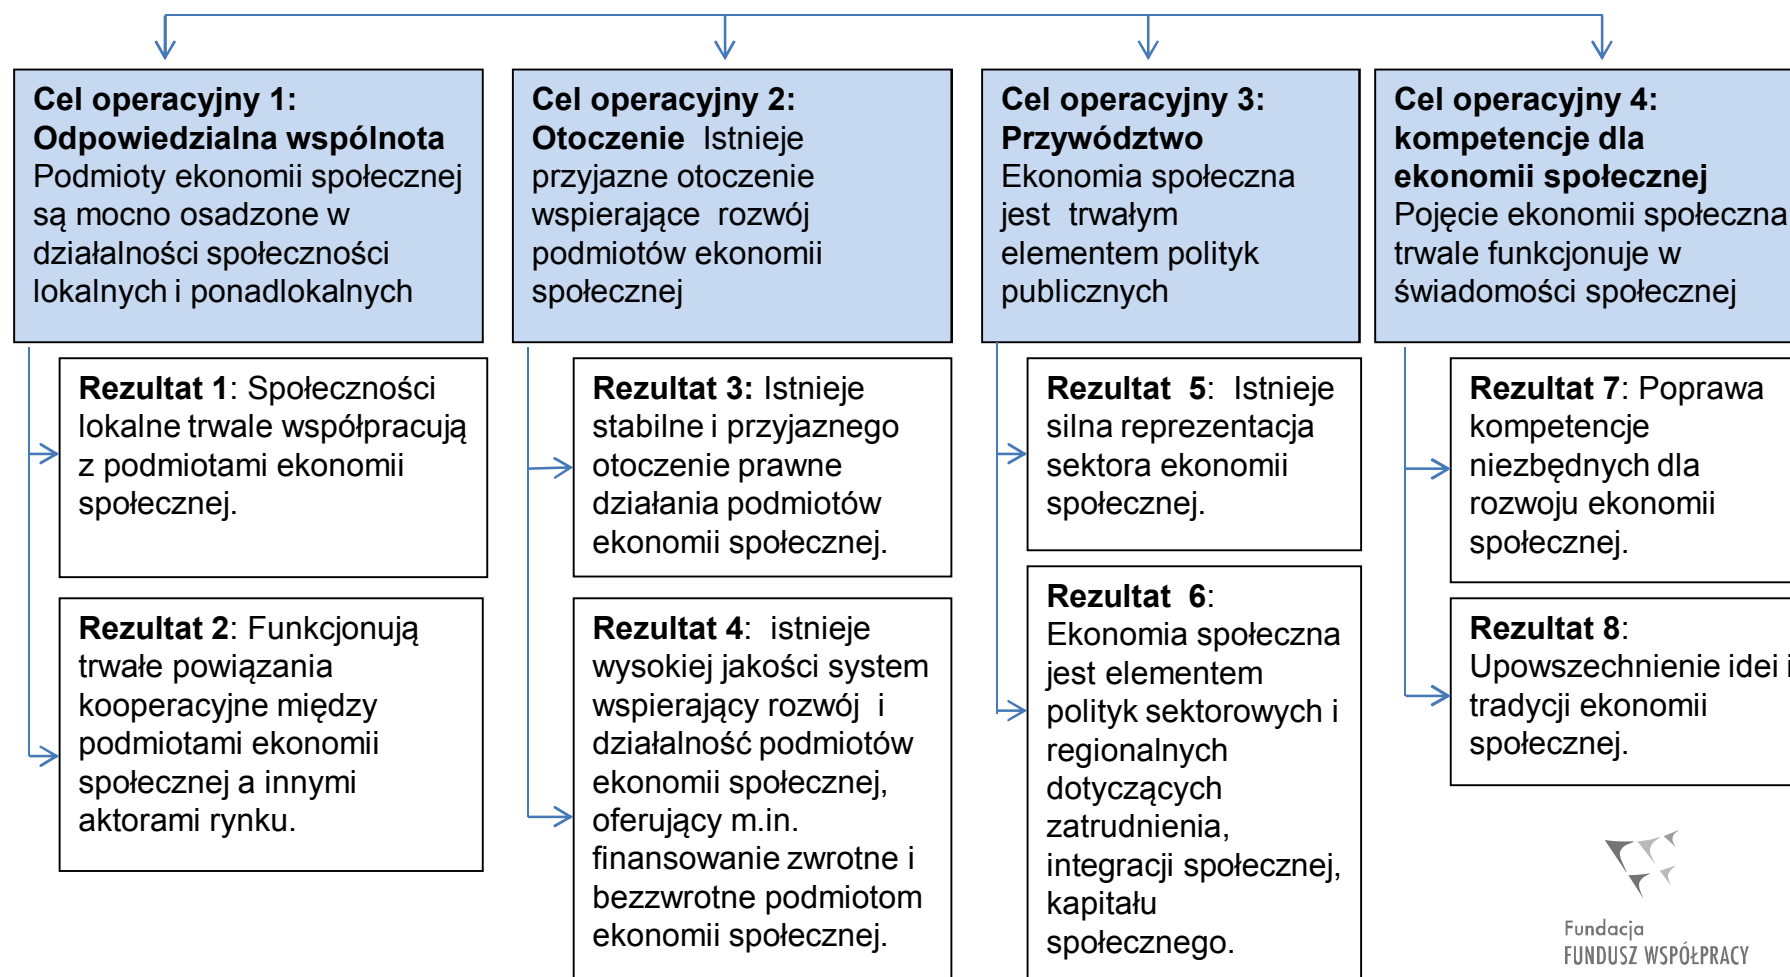 Cel operacyjny 1:
Odpowiedzialna wspólnota
Podmioty ekonomii społecznej
są mocno osadzone w
działalności społeczności
lokalnych i ponadlokalnych
Rezultat 1: Społeczności
lokalne trwale współpracują
z podmiotami ekonomii
społecznej.
Rezultat 2: Funkcjonują
trwałe powiązania
kooperacyjne między
podmiotami ekonomii
społecznej a innymi
aktorami rynku.
Cel operacyjny 2:
Otoczenie Istnieje
przyjazne otoczenie
wspierające rozwój
podmiotów ekonomii
społecznej
Rezultat 3: Istnieje
stabilne i przyjaznego
otoczenie prawne
działania podmiotów
ekonomii społecznej.
Rezultat 4: istnieje
wysokiej jakości system
wspierający rozwój i
działalność podmiotów
ekonomii społecznej,
oferujący m.in.
finansowanie zwrotne i
bezzwrotne podmiotom
ekonomii społecznej.
Cel operacyjny 3:
Przywództwo
Ekonomia społeczna
jest trwałym
elementem polityk
publicznych
Rezultat 5: Istnieje
silna reprezentacja
sektora ekonomii
społecznej.
Rezultat 6:
Ekonomia społeczna
jest elementem
polityk sektorowych i
regionalnych
dotyczących
zatrudnienia,
integracji społecznej,
kapitału
społecznego.
Cel operacyjny 4:
kompetencje dla
ekonomii społecznej
Pojęcie ekonomii społeczna
trwale funkcjonuje w
świadomości społecznej
Rezultat 7: Poprawa
kompetencje
niezbędnych dla
rozwoju ekonomii
społecznej.
Rezultat 8:
Upowszechnienie idei i
tradycji ekonomii
społecznej.
Fundacja
FUNDUSZ WSPÓŁPRACY